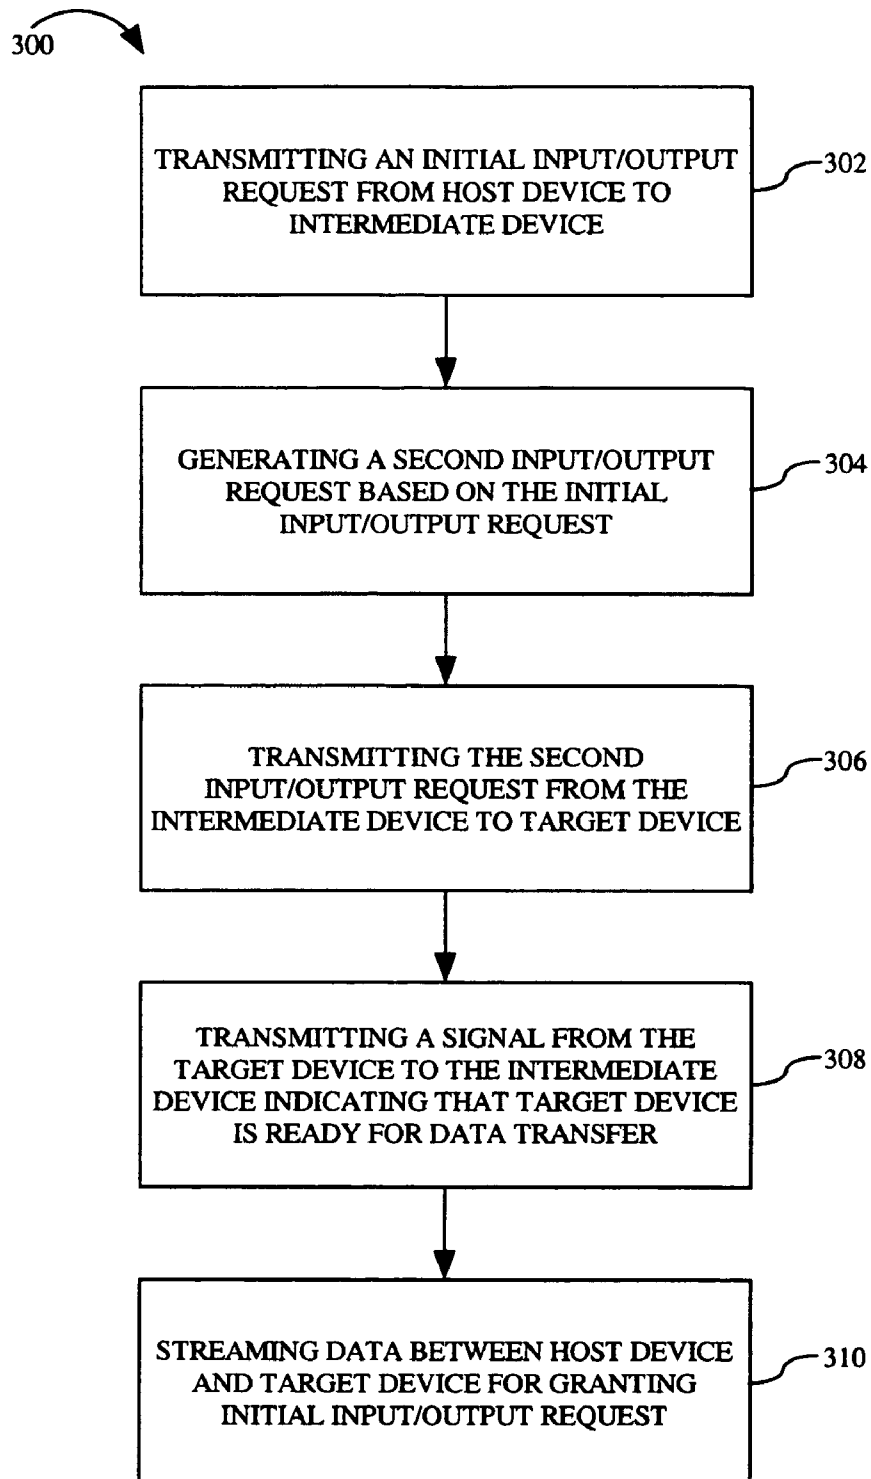 300
TRANSMITTING AN INITIAL INPUT/OUTPUT
REQUEST FROM HOST DEVICE TO
INTERMEDIATE DEVICE
302
GENERATING A SECOND INPUT/OUTPUT
REQUEST BASED ON THE INITIAL
INPUT/OUTPUT REQUEST
304
TRANSMITTING THE SECOND
INPUT/OUTPUT REQUEST FROM THE
INTERMEDIATE DEVICE TO TARGET DEVICE
306
TRANSMITTING A SIGNAL FROM THE
TARGET DEVICE TO THE INTERMEDIATE
DEVICE INDICATING THAT TARGET DEVICE
IS READY FOR DATA TRANSFER
308
STREAMING DATA BETWEEN HOST DEVICE
AND TARGET DEVICE FOR GRANTING
INITIAL INPUT/OUTPUT REQUEST
310